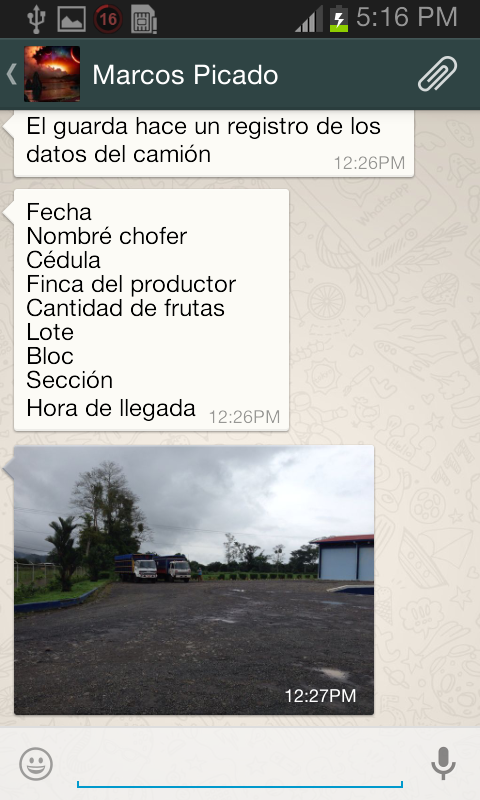 16
5:16 PM
Marcos Picado
El guarda hace un registro de los
datos del camión
12:26PM
Fecha
Nombré chofer
Cédula
Finca del productor
Cantidad de frutas
Lote
Bloc
Sección
Hora de llegada 12:26PM
12:27PM